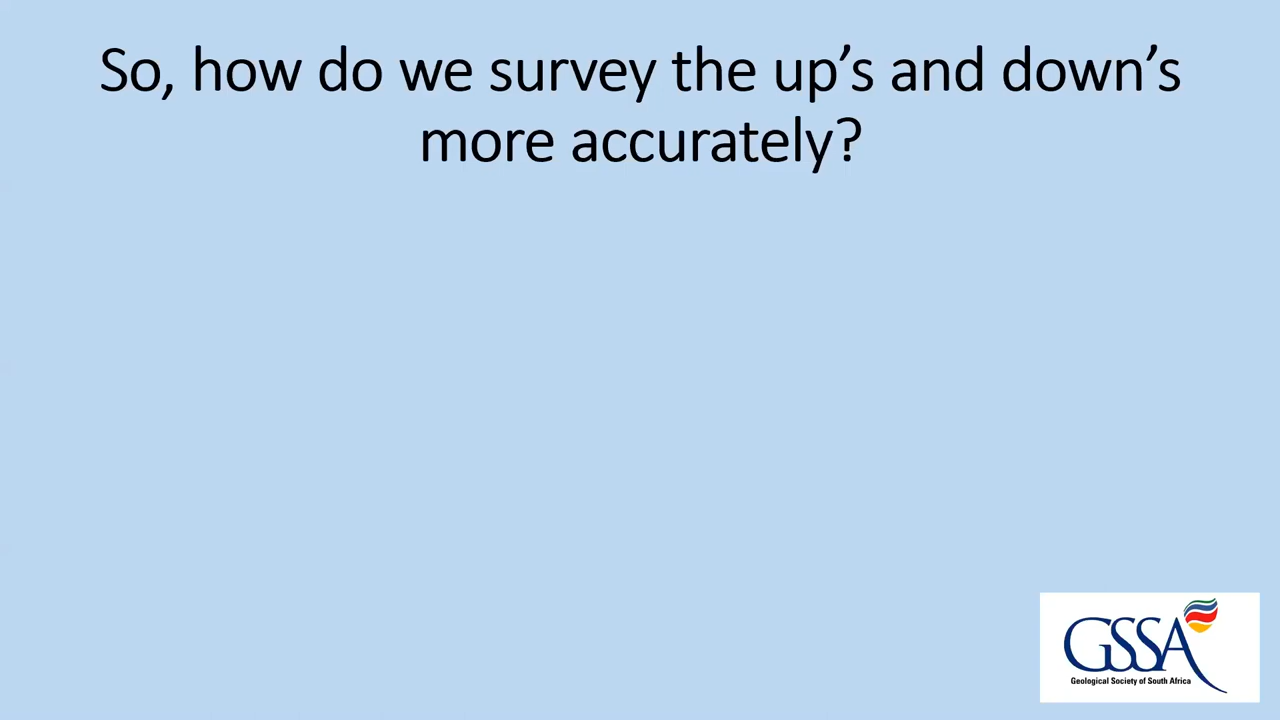 So, how do we survey the up’s and down’s
more accurately?
GSSA
Geological Society of South Africa